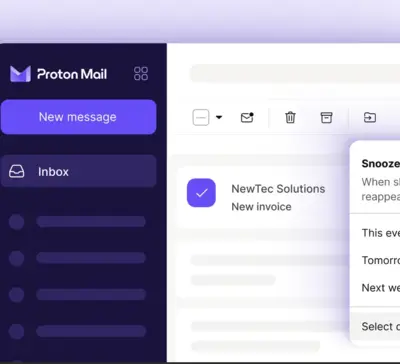 Proton Mail
New message
Inbox
NewTec Solutions
New invoice
Snooze
When s
reappea
This eve
Tomorro
Next we
Select